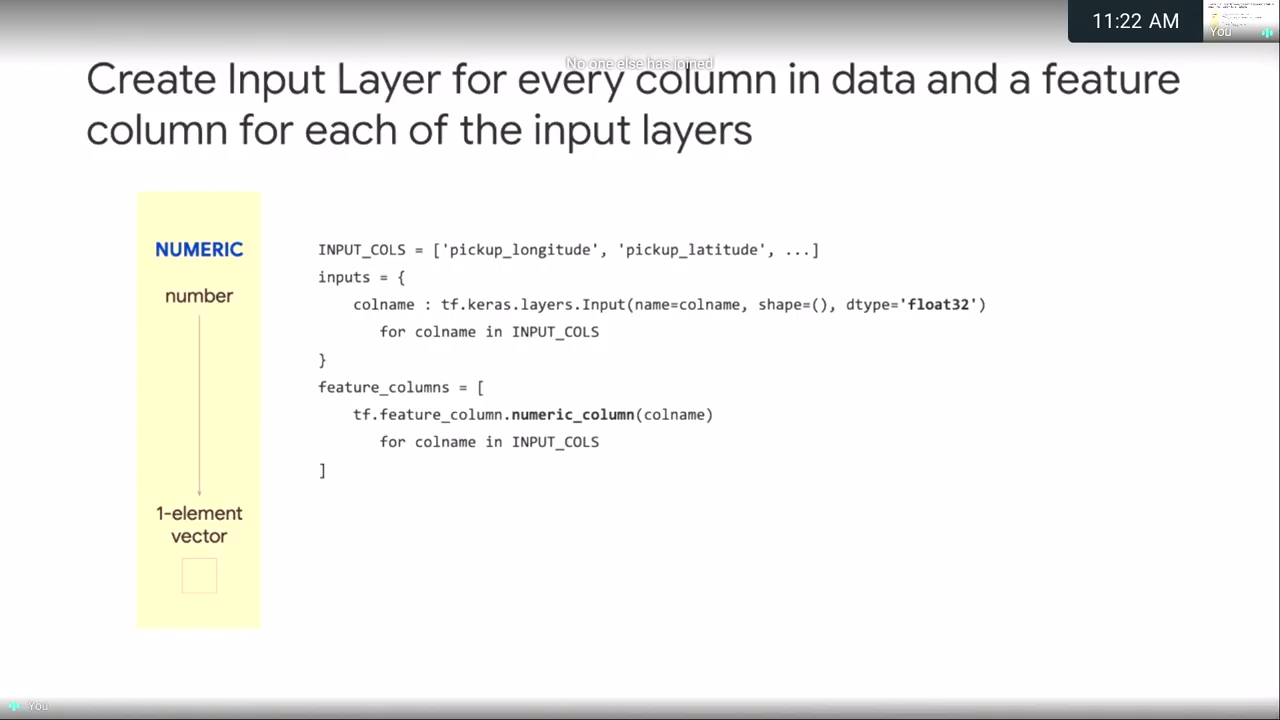 11:22 AM
You
No one else has joined
Create Input Layer for every column in data and a feature
column for each of the input layers
NUMERIC
number
1-element
vector
INPUT_COLS = ['pickup_longitude', 'pickup_latitude', ...]
inputs = {
colname : tf.keras.layers.Input(name=colname, shape=(), dtype='float32')
for colname in INPUT_COLS
}
feature_columns = [
tf.feature_column.numeric_column(colname)
for colname in INPUT_COLS
]
You